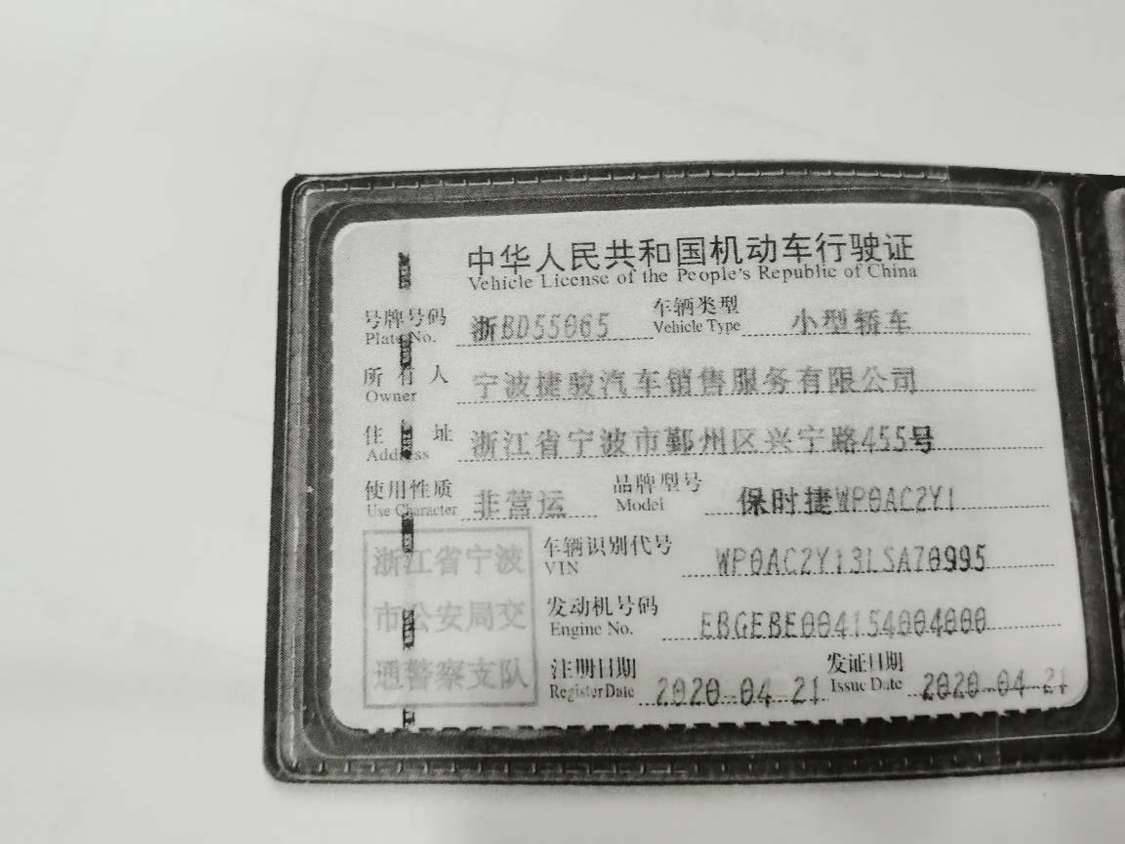 中华人民共和国机动车行驶证
Vehicle License of the People's Republic of China
号牌号码 浙BD55065 车辆类型 小型轿车
Plate No. Vehicle Type
所有人 宁波捷骏汽车销售服务有限公司
Owner
住址 浙江省宁波市鄞州区兴宁路455号
Address
使用性质 非营运 品牌型号 保时捷WP0AC2Y1
Use Character Model
浙江省宁波 车辆识别代号 WP0AC2Y13LSA70995
VIN
市公安局交 发动机号码 EBGEBE004154004000
Engine No.
通警察支队 注册日期 2020-04-21 发证日期 2020-04-21
Register Date Issue Date